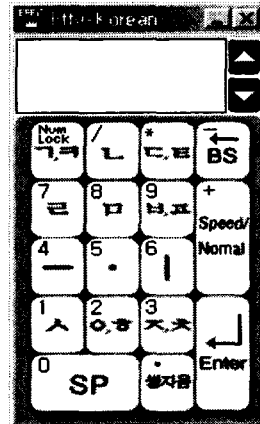 Korean
Num Lock / * −
ㄱ,ㅋ ㄴ ㄷ,ㅌ ← BS
7 8 9 +
ㄹ ㅁ ㅂ,ㅍ Speed/
4 5 6 Normal
ㅡ · ㅣ
1 2 3
ㅅ ㅇ,ㅎ ㅈ,ㅊ
0 . Enter
SP 쌍자음